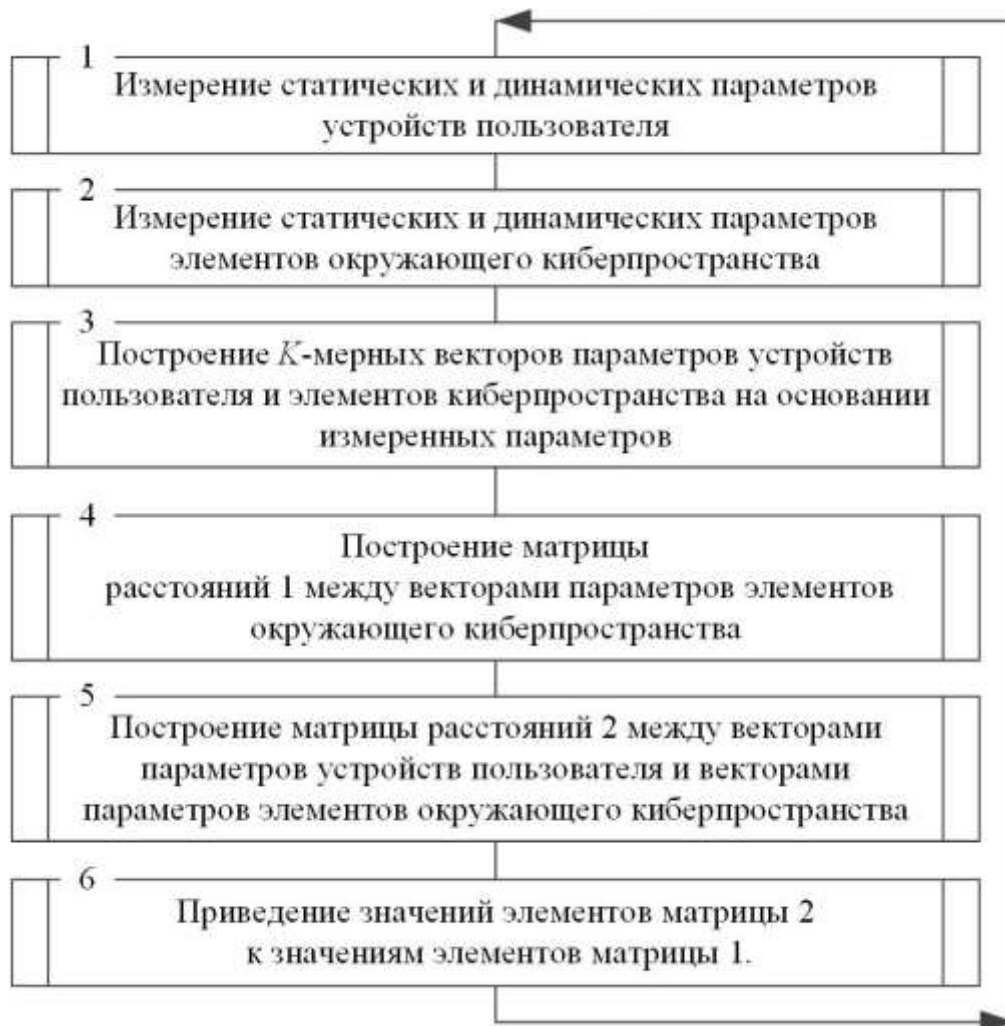 1
Измерение статических и динамических параметров
устройств пользователя
2
Измерение статических и динамических параметров
элементов окружающего киберпространства
3
Построение K-мерных векторов параметров устройств
пользователя и элементов киберпространства на основании
измеренных параметров
4
Построение матрицы
расстояний 1 между векторами параметров элементов
окружающего киберпространства
5
Построение матрицы расстояний 2 между векторами
параметров устройств пользователя и векторами
параметров элементов окружающего киберпространства
6
Приведение значений элементов матрицы 2
к значениям элементов матрицы 1.